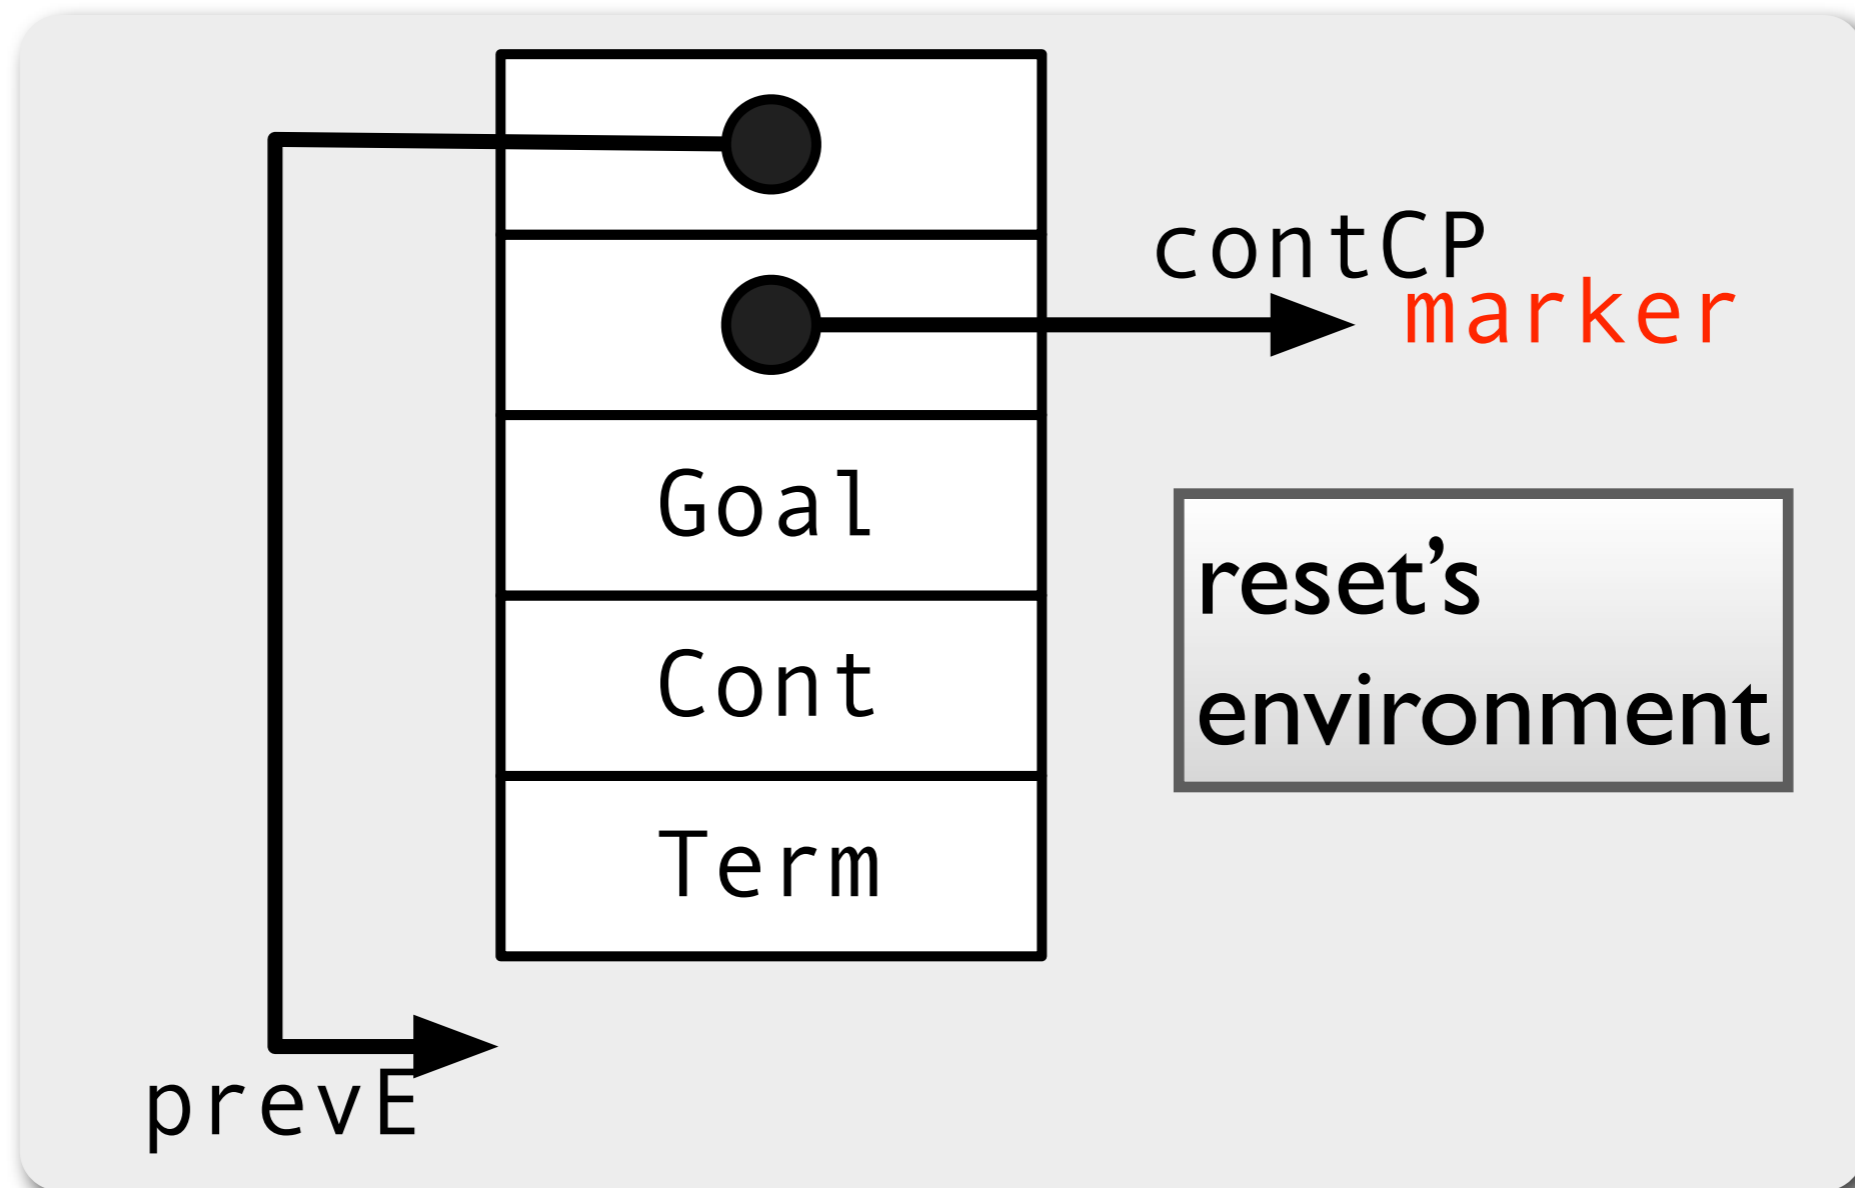 contCP
marker
Goal
reset’s
environment
Cont
Term
prevE